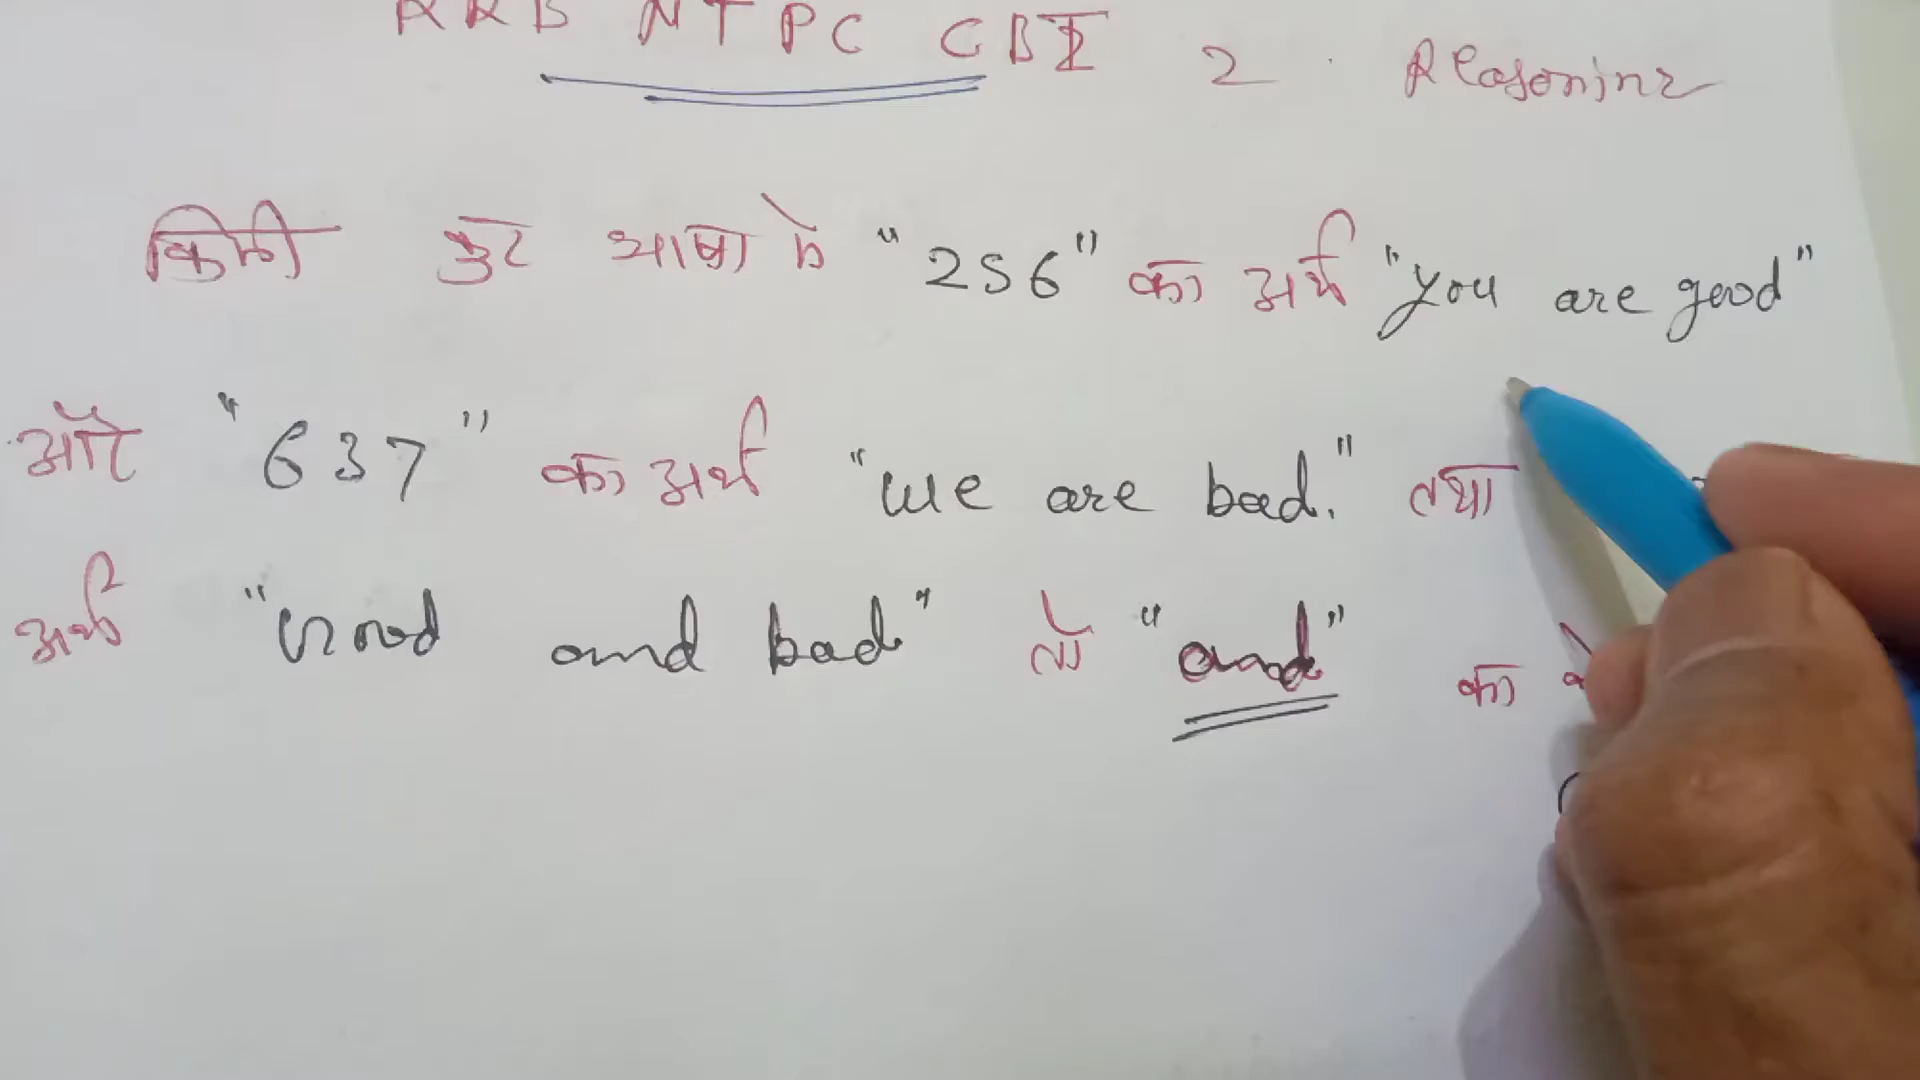 RRB NTPC CBT 2 Reasoning
किसी कुट भाषा मे "256" का अर्थ "you are good"
और "637" का अर्थ "we are bad." तथा
अर्थ "Good and bad" तो "and" का